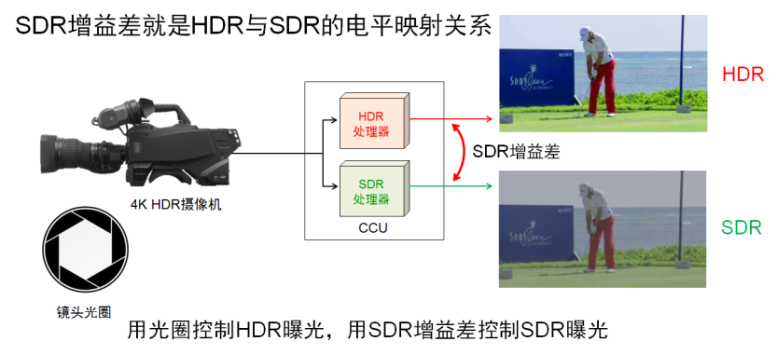 SDR增益差就是HDR与SDR的电平映射关系
HDR
处理器
HDR
SDR增益差
SDR
处理器
4K HDR摄像机
CCU
SDR
镜头光圈
用光圈控制HDR曝光，用SDR增益差控制SDR曝光